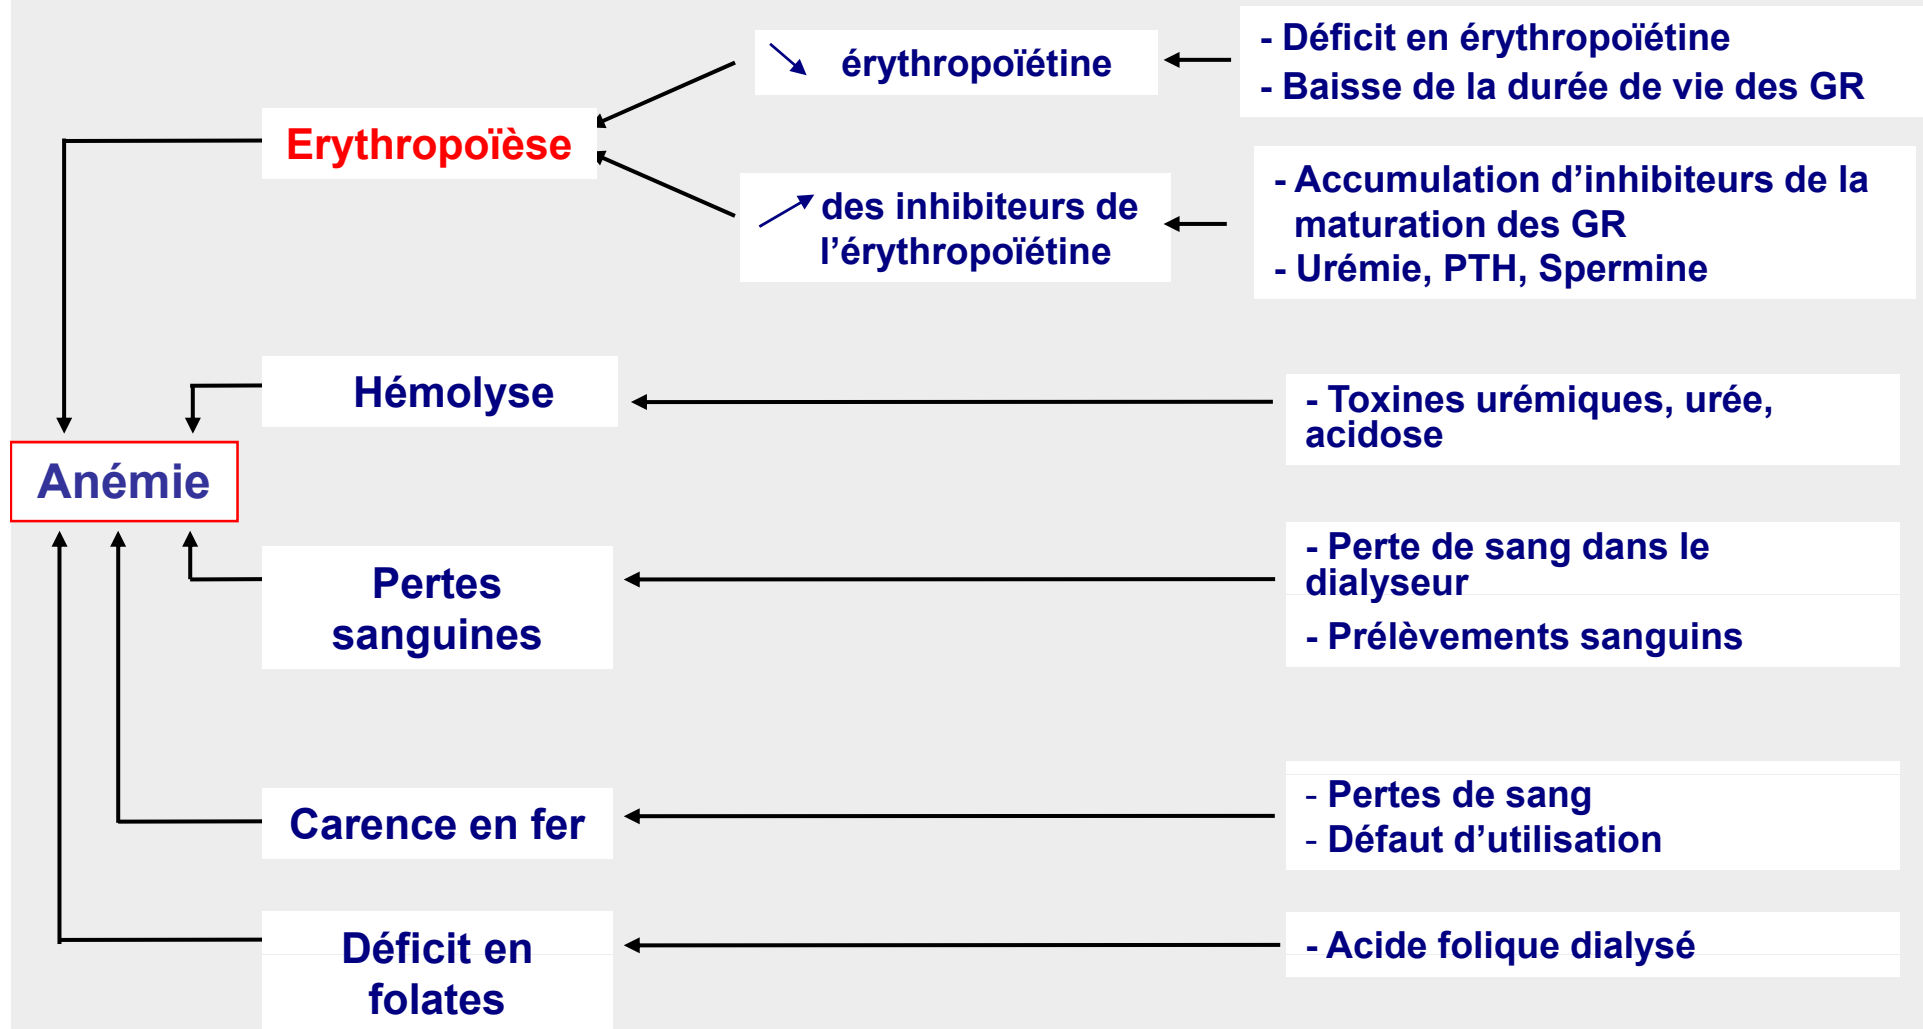 érythropoïétine
- Déficit en érythropoïétine
- Baisse de la durée de vie des GR
Erythropoïèse
des inhibiteurs de
l’érythropoïétine
- Accumulation d’inhibiteurs de la
maturation des GR
- Urémie, PTH, Spermine
Hémolyse
- Toxines urémiques, urée,
acidose
Anémie
Pertes
sanguines
- Perte de sang dans le
dialyseur
- Prélèvements sanguins
Carence en fer
- Pertes de sang
- Défaut d’utilisation
Déficit en
folates
- Acide folique dialysé